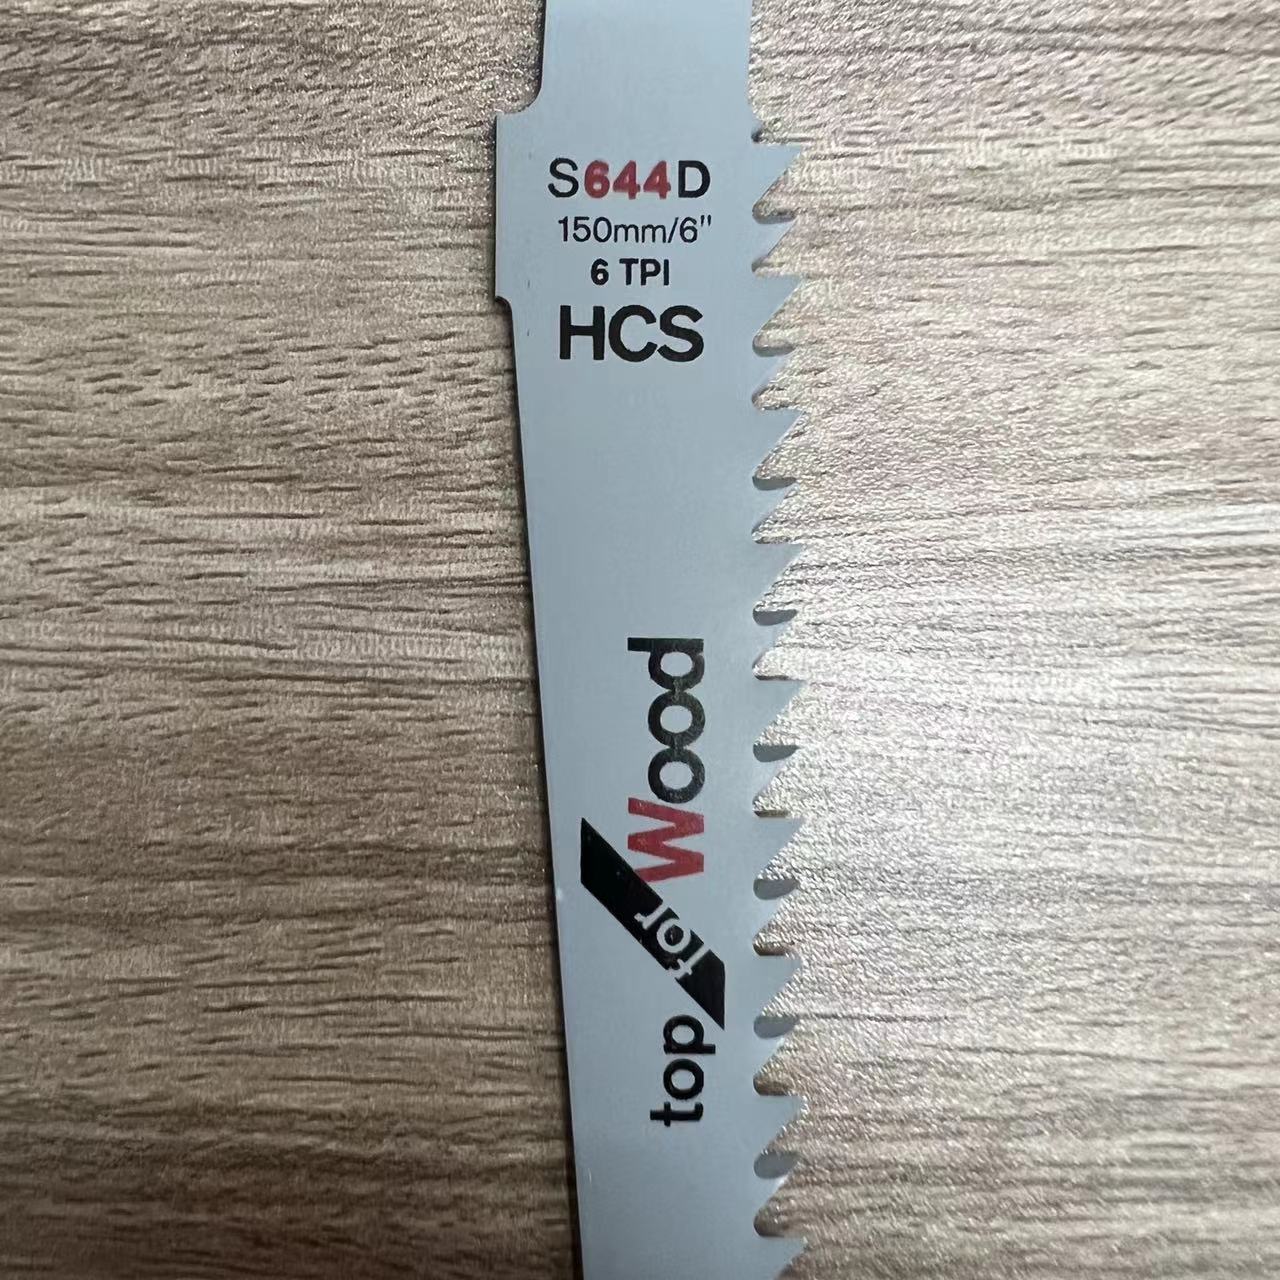 S644D
150mm/6"
6 TPI
HCS
top for Wood